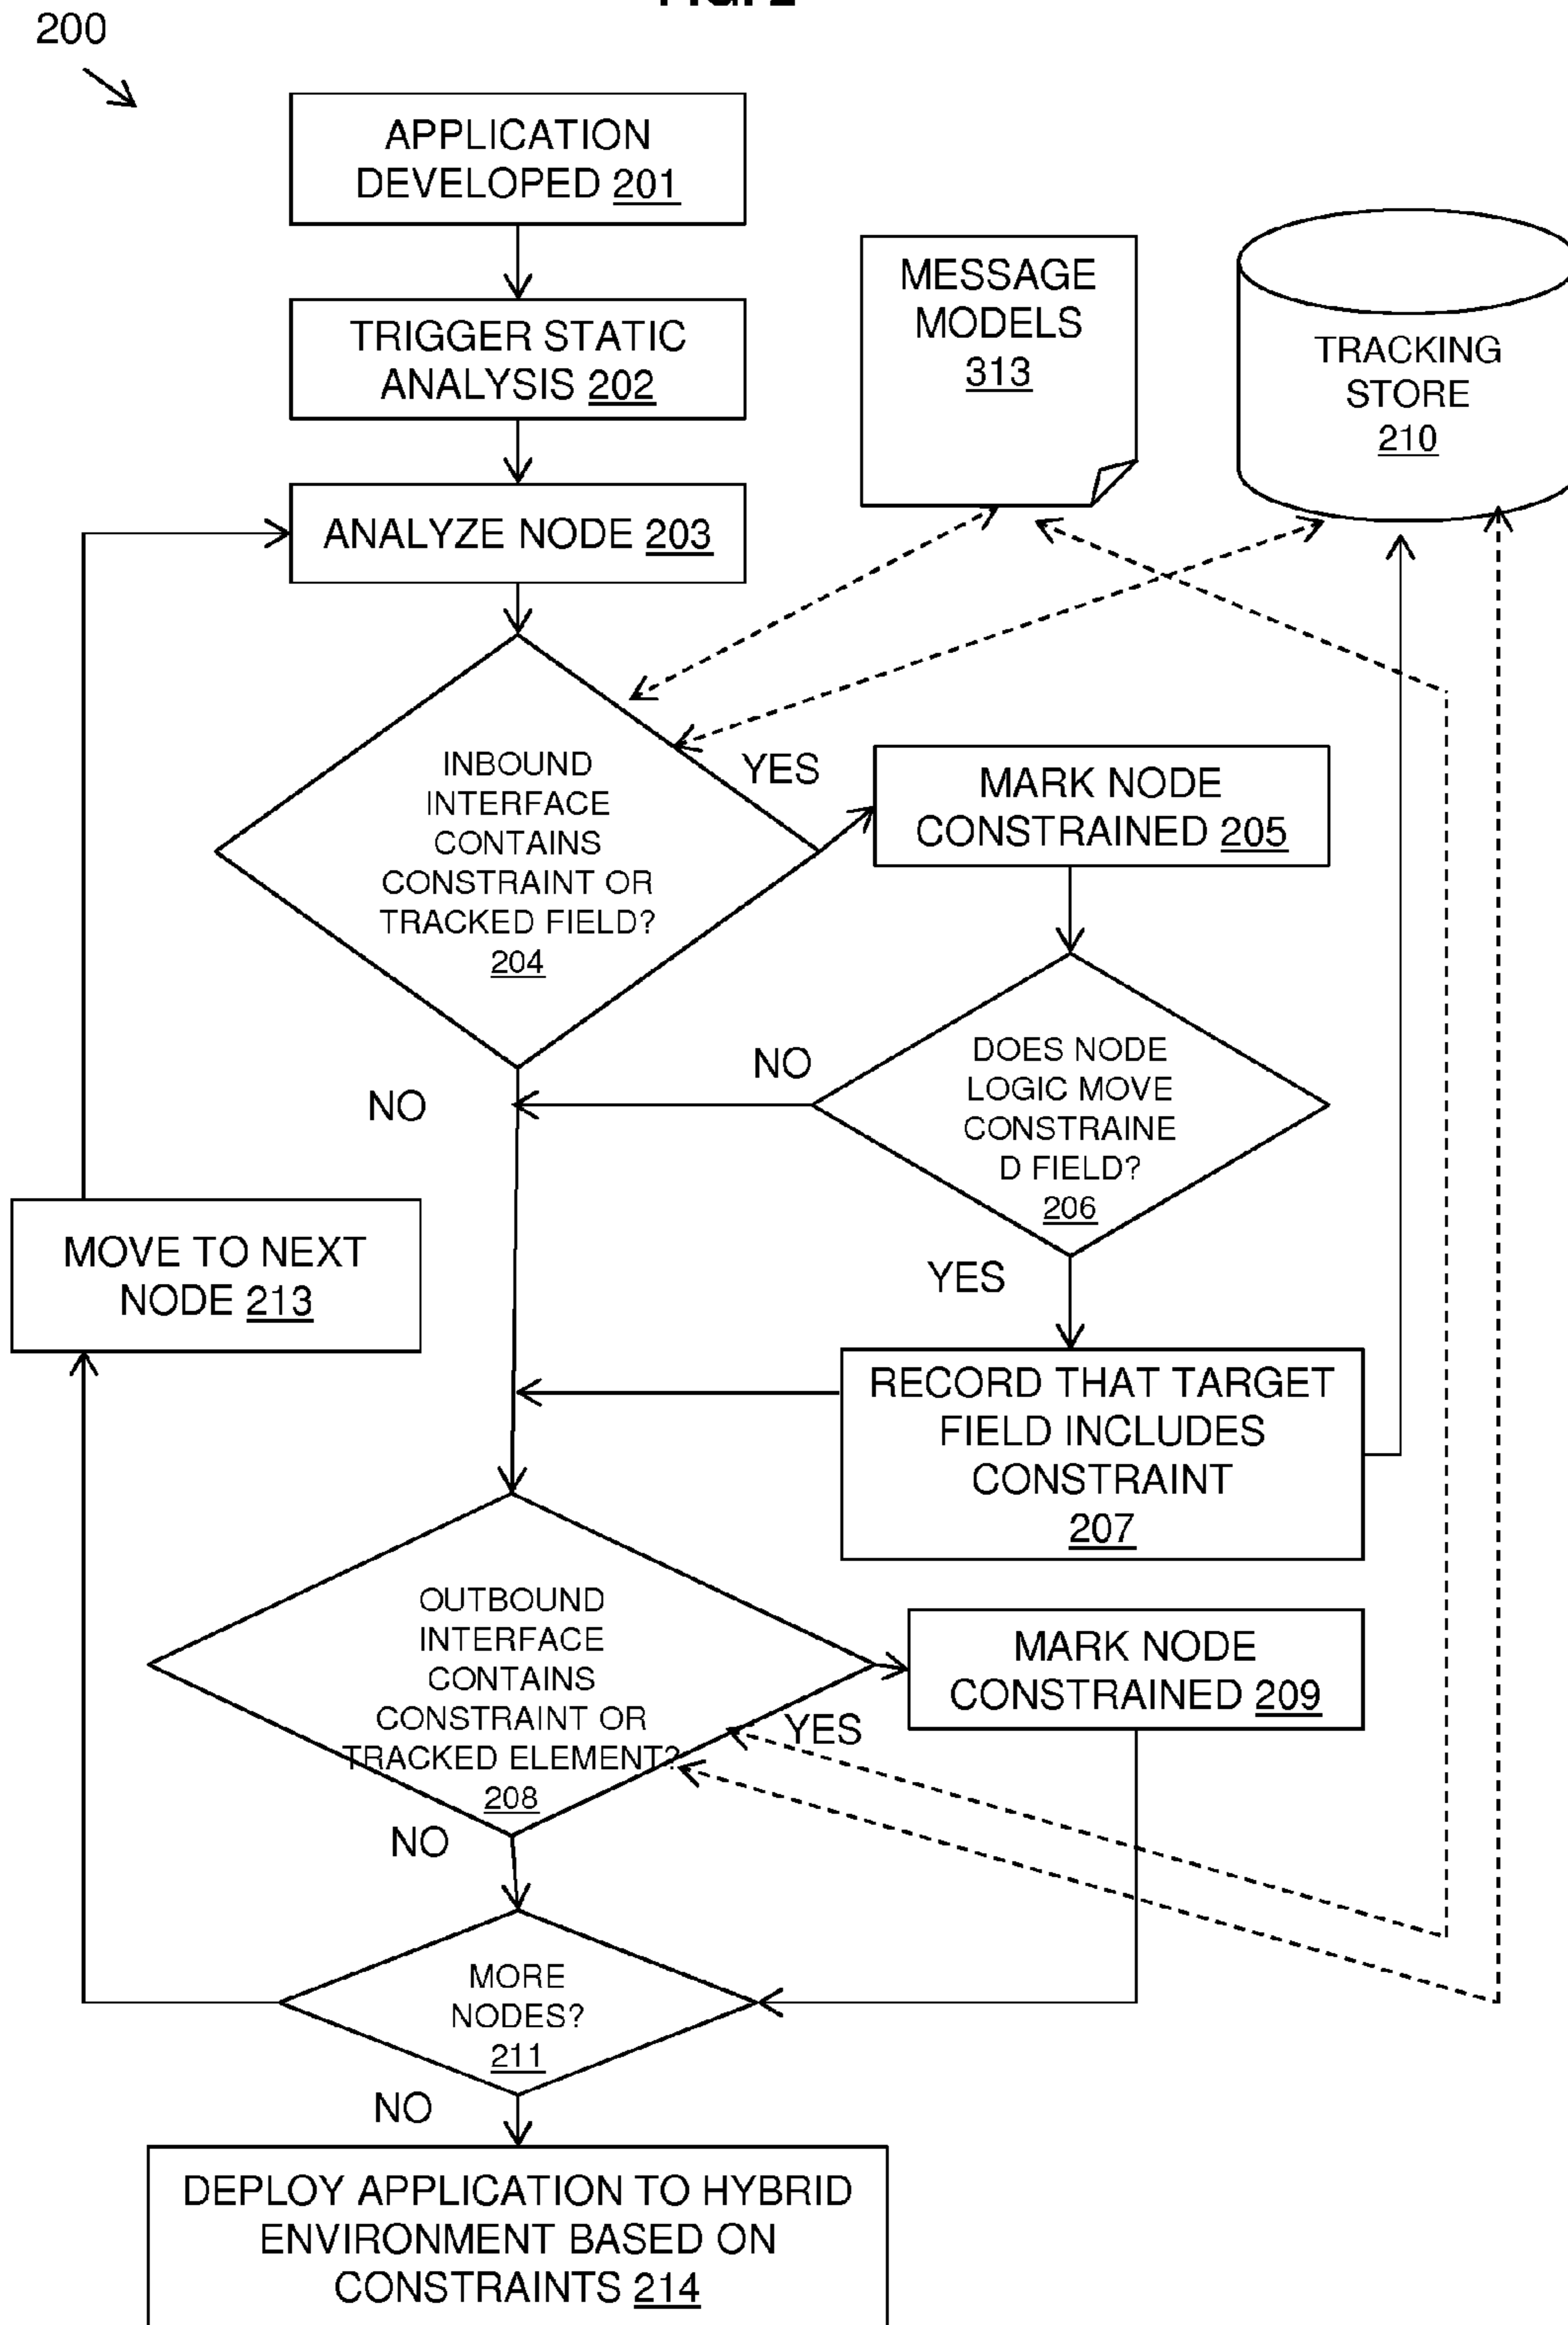 200
APPLICATION
DEVELOPED 201
TRIGGER STATIC
ANALYSIS 202
MESSAGE
MODELS
313
TRACKING
STORE
210
ANALYZE NODE 203
INBOUND
INTERFACE
CONTAINS
CONSTRAINT OR
TRACKED FIELD?
204
YES
MARK NODE
CONSTRAINED 205
NO
NO
DOES NODE
LOGIC MOVE
CONSTRAINE
D FIELD?
206
YES
MOVE TO NEXT
NODE 213
RECORD THAT TARGET
FIELD INCLUDES
CONSTRAINT
207
OUTBOUND
INTERFACE
CONTAINS
CONSTRAINT OR
TRACKED ELEMENT?
208
YES
MARK NODE
CONSTRAINED 209
NO
MORE
NODES?
211
NO
DEPLOY APPLICATION TO HYBRID
ENVIRONMENT BASED ON
CONSTRAINTS 214